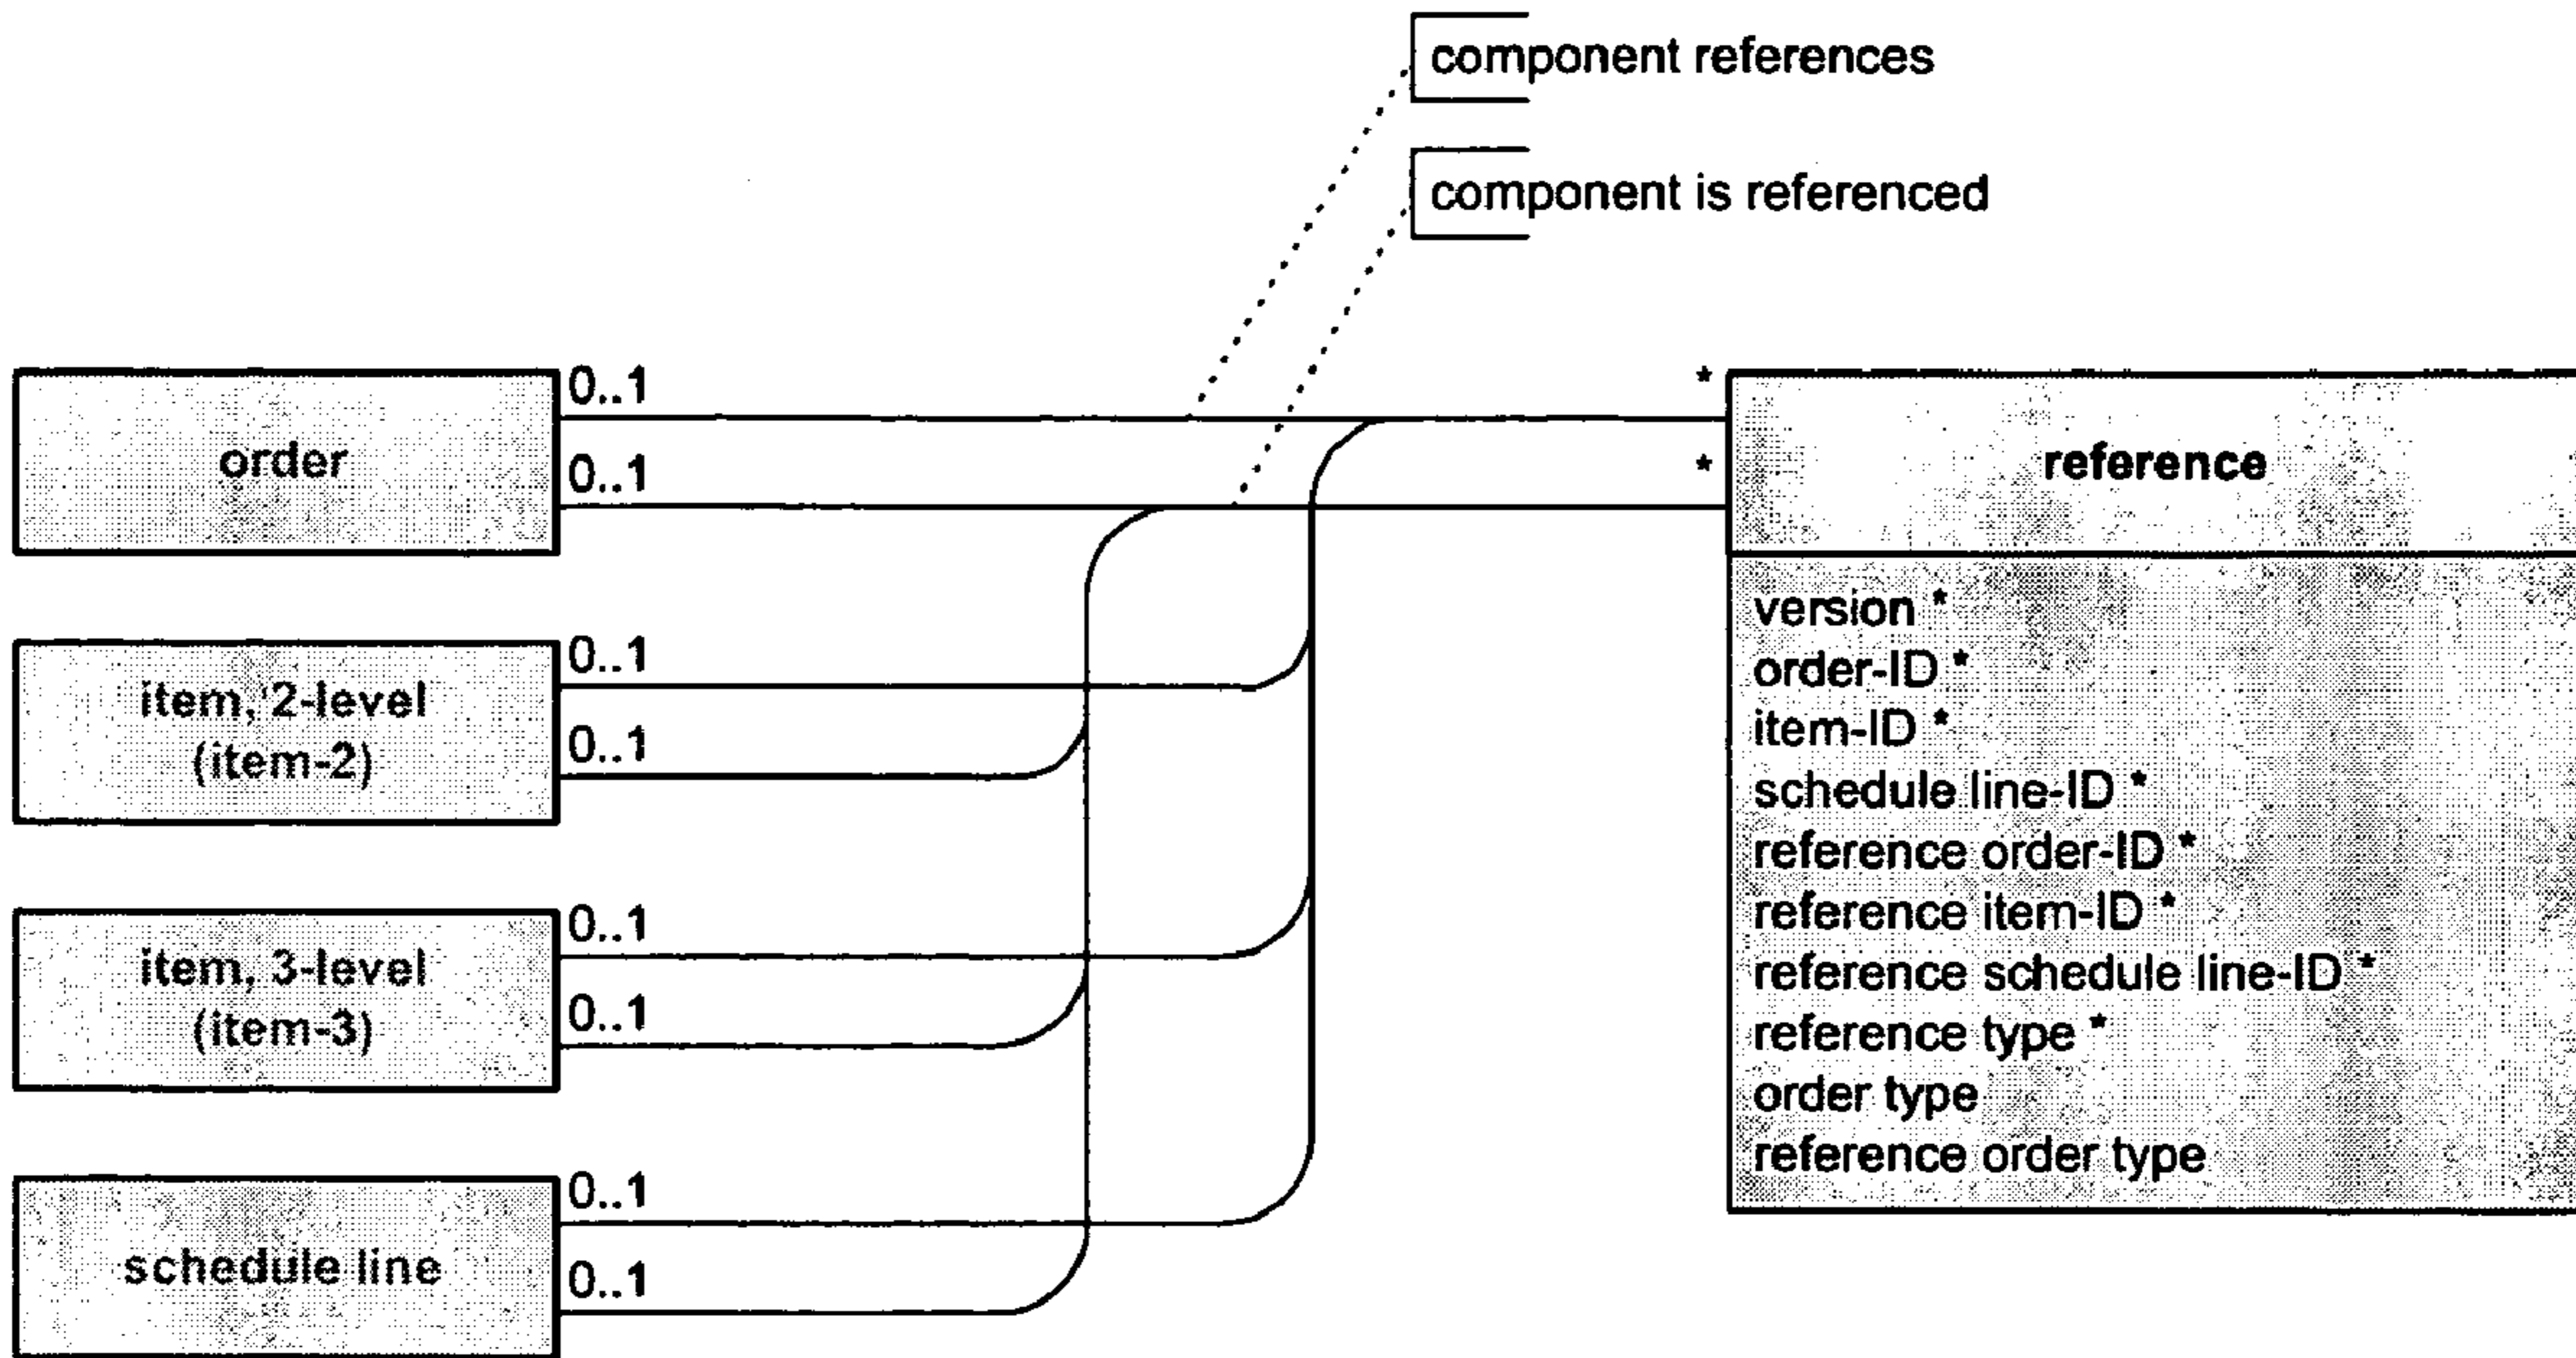 component references
component is referenced
0..1
*
order
0..1
*
reference
0..1
item, 2-level
(item-2)
0..1
0..1
item, 3-level
(item-3)
0..1
0..1
schedule line
0..1
version *
order-ID *
item-ID *
schedule line-ID *
reference order-ID *
reference item-ID *
reference schedule line-ID *
reference type *
order type
reference order type